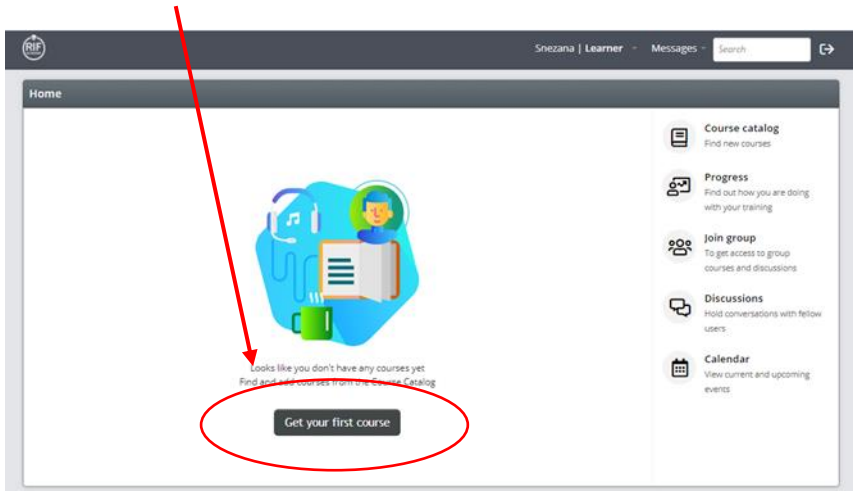 RIF
Snezana | Learner
Messages
Search
Home
Looks like you don't have any courses yet
Find and add courses from the Course Catalog
Get your first course
Course catalog
Find new courses
Progress
Find out how you are doing
with your training
Join group
To get access to group
courses and discussions
Discussions
Hold conversations with fellow
users
Calendar
View current and upcoming
events